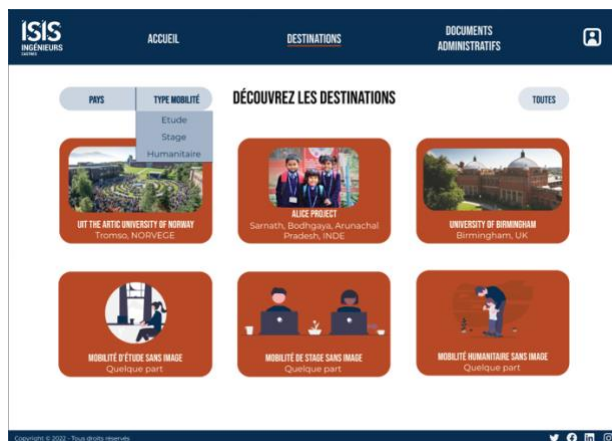 ISIS
INGÉNIEURS
CASTRES
ACCUEIL
DESTINATIONS
DOCUMENTS
ADMINISTRATIFS
PAYS
TYPE MOBILITÉ
DÉCOUVREZ LES DESTINATIONS
TOUTES
Etude
Stage
Humanitaire
UIT THE ARTIC UNIVERSITY OF NORWAY
Tromso, NORVEGE
ALICE PROJECT
Sarnath, Bodhgaya, Arunachal
Pradesh, INDE
UNIVERSITY OF BIRMINGHAM
Birmingham, UK
MOBILITÉ D'ÉTUDE SANS IMAGE
Quelque part
MOBILITÉ DE STAGE SANS IMAGE
Quelque part
MOBILITÉ HUMANITAIRE SANS IMAGE
Quelque part
Copyright © 2022 - Tous droits réservés